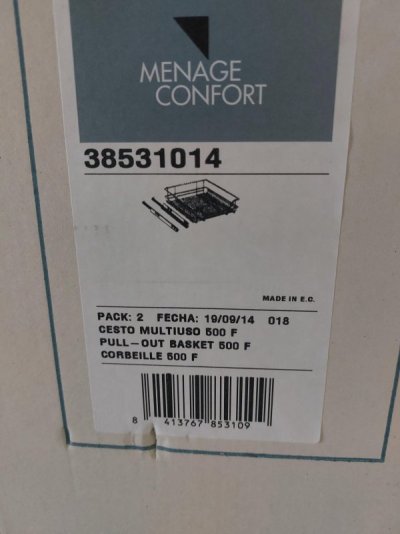 MENAGE
CONFORT
38531014
MADE IN E.C.
PACK: 2 FECHA: 19/09/14 018
CESTO MULTIUSO 500 F
PULL-OUT BASKET 500 F
CORBEILLE 500 F
8 413767 853109